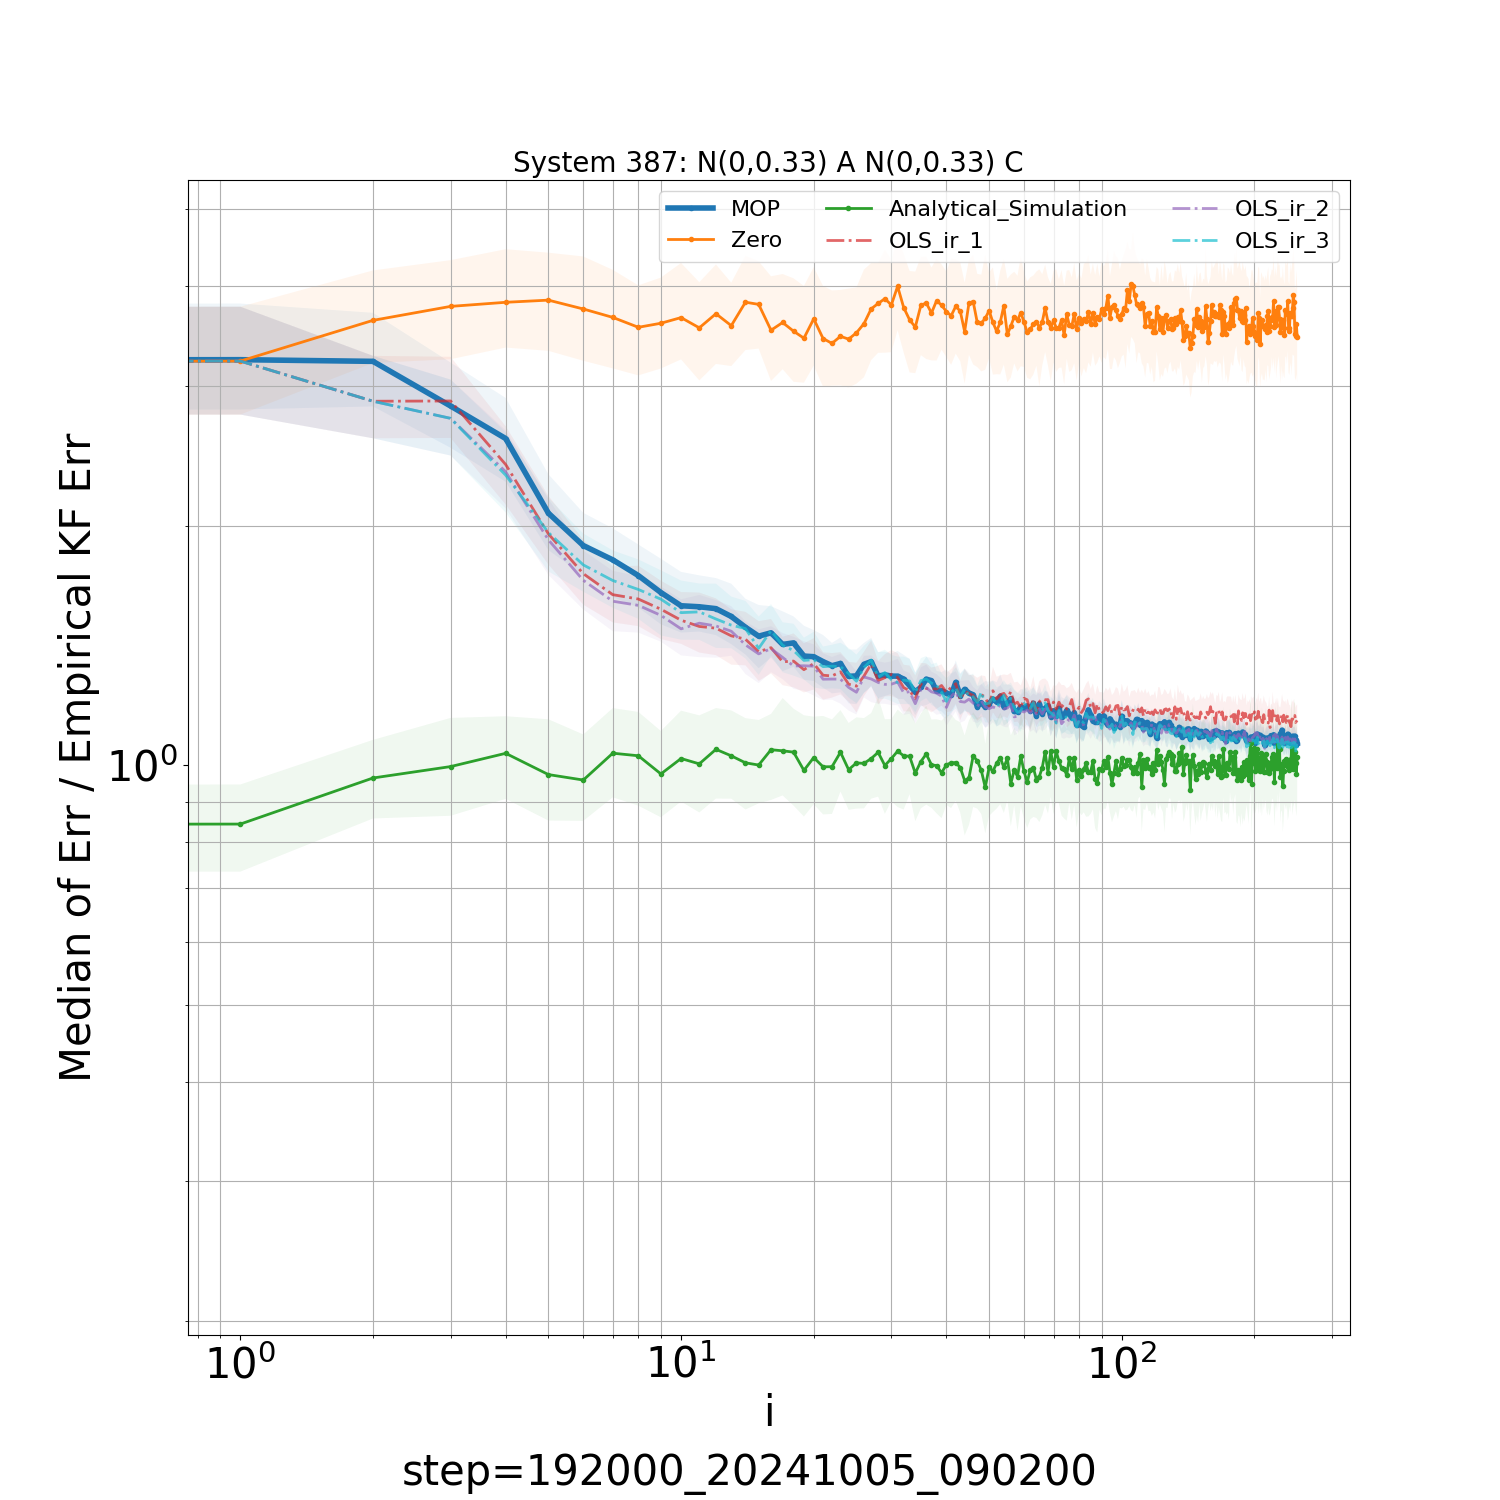 System 387: N(0,0.33) A N(0,0.33) C
MOP
Zero
Analytical_Simulation
OLS_ir_1
OLS_ir_2
OLS_ir_3
Median of Err / Empirical KF Err
10⁰
10⁰
10¹
10²
i
step=192000_20241005_090200